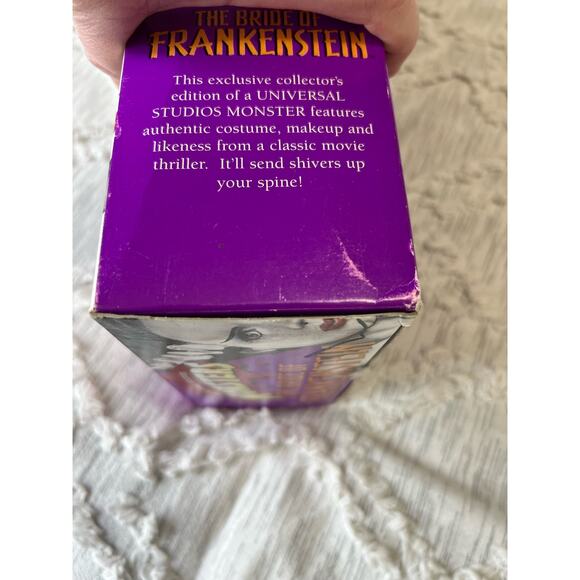 THE BRIDE OF
FRANKENSTEIN
This exclusive collector's
edition of a UNIVERSAL
STUDIOS MONSTER features
authentic costume, makeup and
likeness from a classic movie
thriller. It'll send shivers up
your spine!